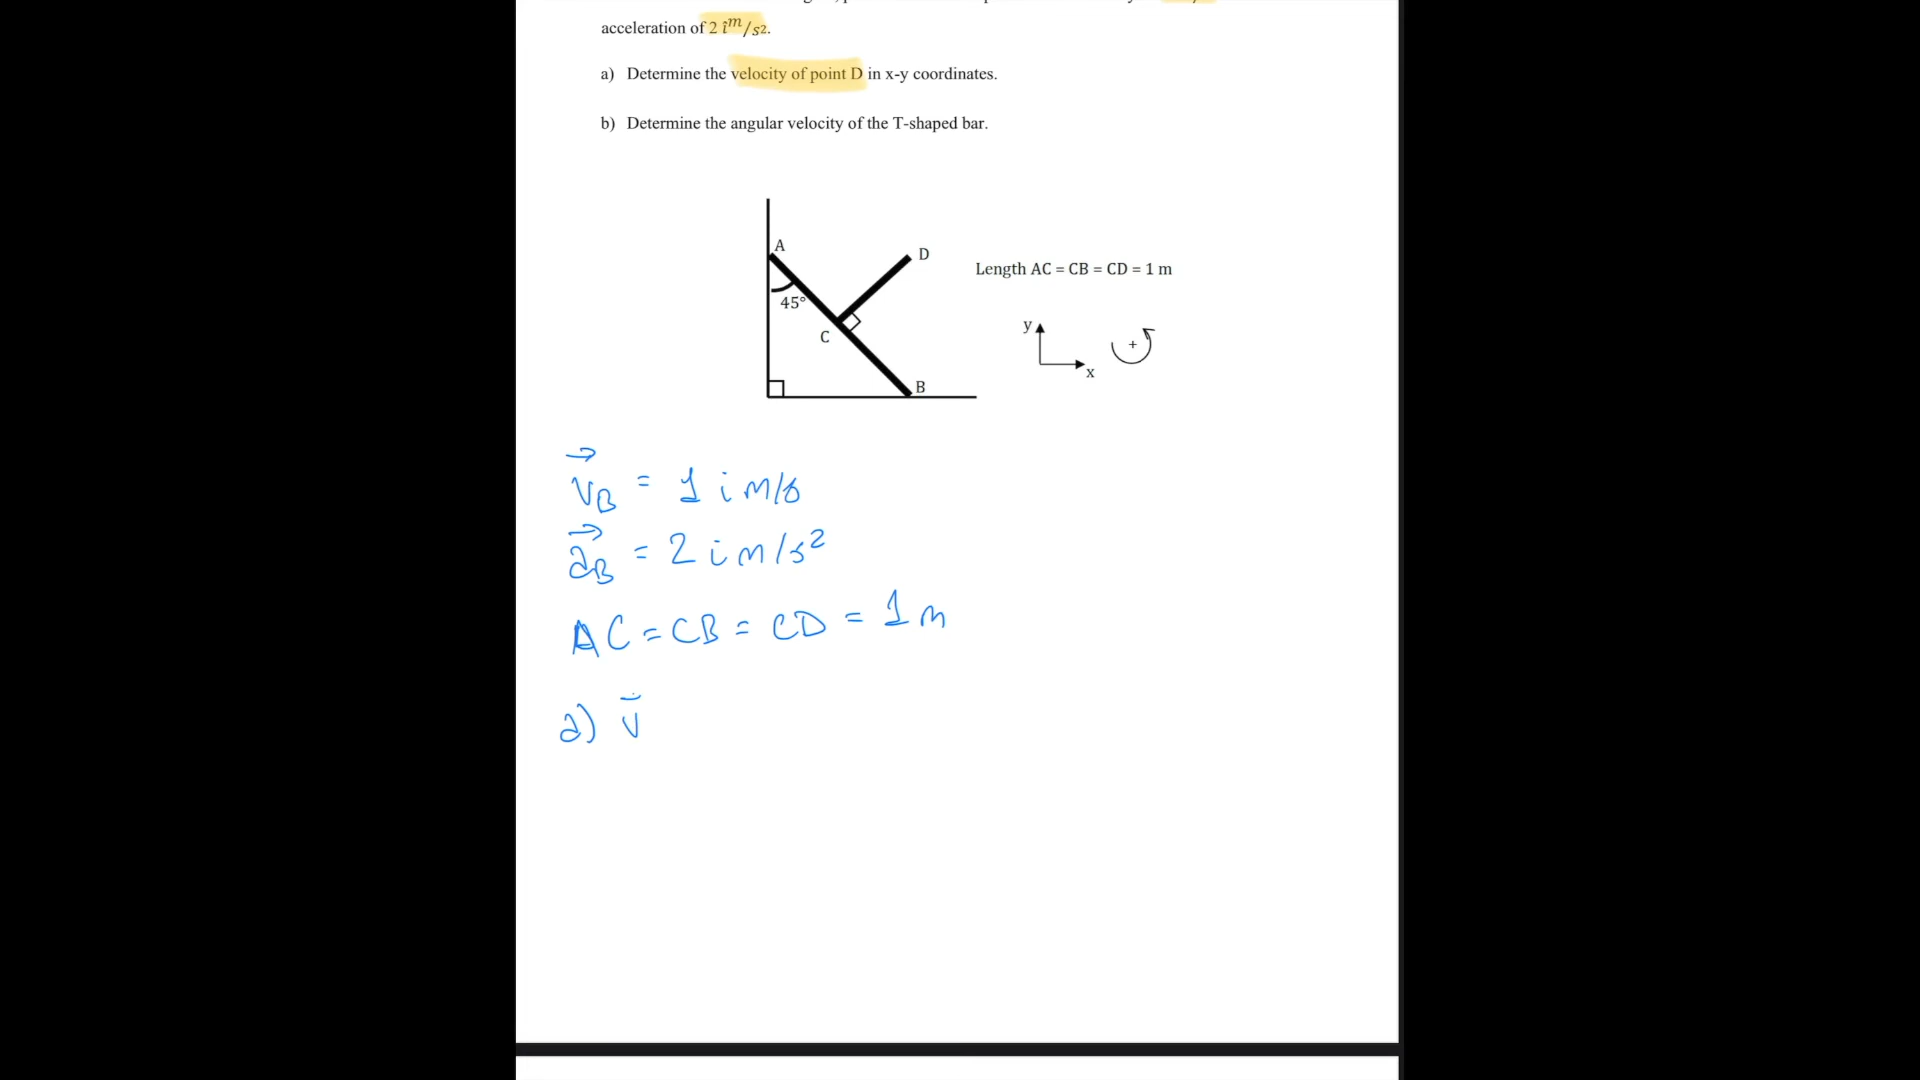 acceleration of 2 î m/s².
a) Determine the velocity of point D in x-y coordinates.
b) Determine the angular velocity of the T-shaped bar.
A
D
Length AC = CB = CD = 1 m
45°
y
+
C
x
B
v⃗B = 1 i m/s
a⃗B = 2 i m/s²
AC = CB = CD = 1 m
a) v̄